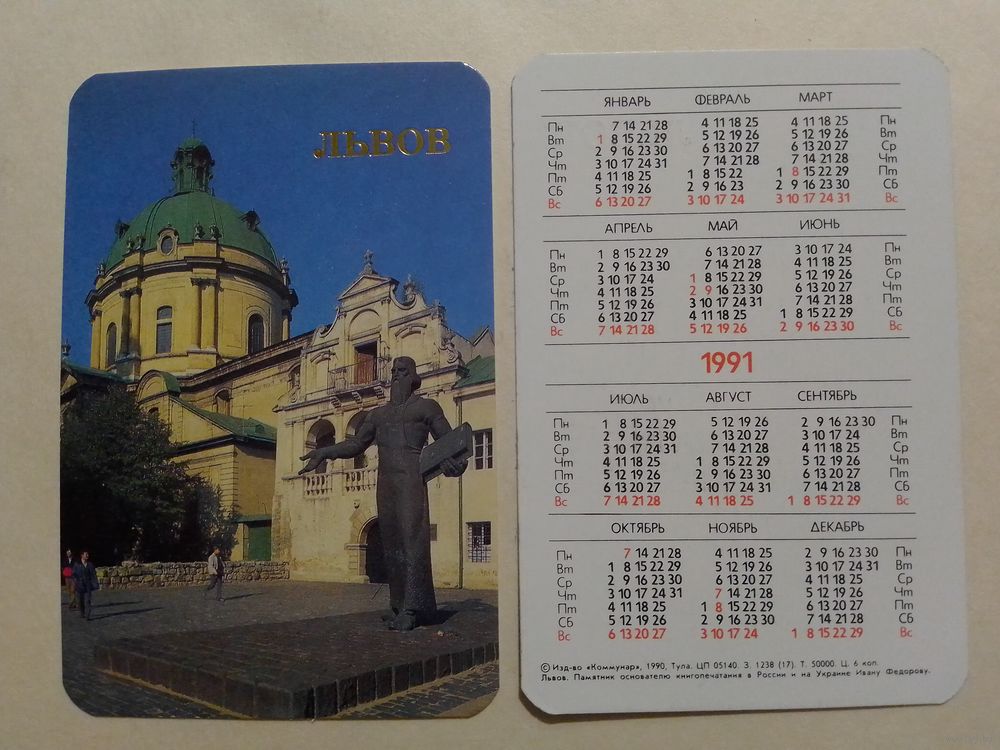 ЛЬВОВ
ЯНВАРЬ ФЕВРАЛЬ МАРТ
Пн 7 14 21 28 4 11 18 25 4 11 18 25 Пн
Вт 1 8 15 22 29 5 12 19 26 5 12 19 26 Вт
Ср 2 9 16 23 30 6 13 20 27 6 13 20 27 Ср
Чт 3 10 17 24 31 7 14 21 28 7 14 21 28 Чт
Пт 4 11 18 25 1 8 15 22 1 8 15 22 29 Пт
Сб 5 12 19 26 2 9 16 23 2 9 16 23 30 Сб
Вс 6 13 20 27 3 10 17 24 3 10 17 24 31 Вс
АПРЕЛЬ МАЙ ИЮНЬ
Пн 1 8 15 22 29 6 13 20 27 3 10 17 24 Пн
Вт 2 9 16 23 30 7 14 21 28 4 11 18 25 Вт
Ср 3 10 17 24 1 8 15 22 29 5 12 19 26 Ср
Чт 4 11 18 25 2 9 16 23 30 6 13 20 27 Чт
Пт 5 12 19 26 3 10 17 24 31 7 14 21 28 Пт
Сб 6 13 20 27 4 11 18 25 1 8 15 22 29 Сб
Вс 7 14 21 28 5 12 19 26 2 9 16 23 30 Вс
1991
ИЮЛЬ АВГУСТ СЕНТЯБРЬ
Пн 1 8 15 22 29 5 12 19 26 2 9 16 23 30 Пн
Вт 2 9 16 23 30 6 13 20 27 3 10 17 24 Вт
Ср 3 10 17 24 31 7 14 21 28 4 11 18 25 Ср
Чт 4 11 18 25 1 8 15 22 29 5 12 19 26 Чт
Пт 5 12 19 26 2 9 16 23 30 6 13 20 27 Пт
Сб 6 13 20 27 3 10 17 24 31 7 14 21 28 Сб
Вс 7 14 21 28 4 11 18 25 1 8 15 22 29 Вс
ОКТЯБРЬ НОЯБРЬ ДЕКАБРЬ
Пн 7 14 21 28 4 11 18 25 2 9 16 23 30 Пн
Вт 1 8 15 22 29 5 12 19 26 3 10 17 24 31 Вт
Ср 2 9 16 23 30 6 13 20 27 4 11 18 25 Ср
Чт 3 10 17 24 31 7 14 21 28 5 12 19 26 Чт
Пт 4 11 18 25 1 8 15 22 29 6 13 20 27 Пт
Сб 5 12 19 26 2 9 16 23 30 7 14 21 28 Сб
Вс 6 13 20 27 3 10 17 24 1 8 15 22 29 Вс
© Изд-во «Коммунар», 1990, Тула. ЦП 05140. З. 1238 (17). Т. 50000. Ц. 6 коп.
Львов. Памятник основателю книгопечатания в России и на Украине Ивану Федорову.